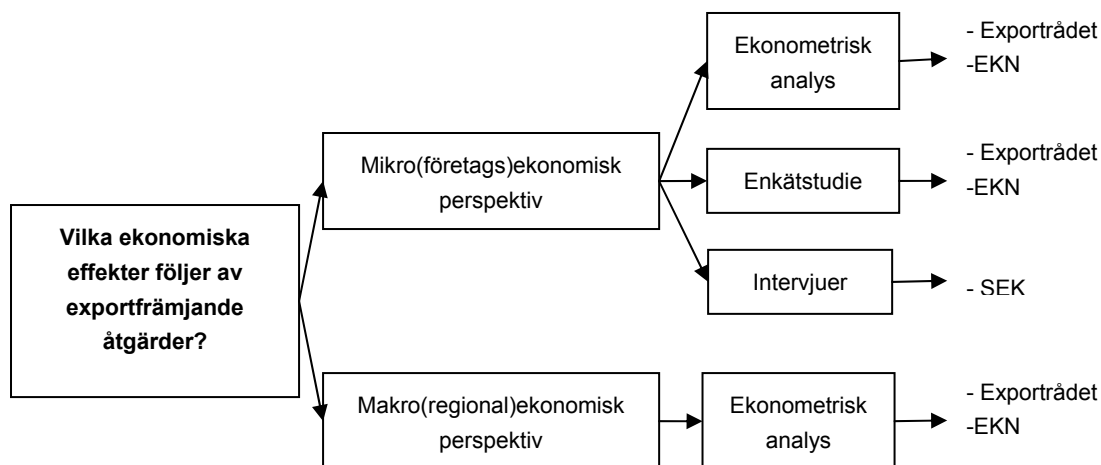 Vilka ekonomiska
effekter följer av
exportfrämjande
åtgärder?
Mikro(företags)ekonomisk
perspektiv
Ekonometrisk
analys
- Exportrådet
-EKN
Enkätstudie
- Exportrådet
-EKN
Intervjuer
- SEK
Makro(regional)ekonomisk
perspektiv
Ekonometrisk
analys
- Exportrådet
-EKN